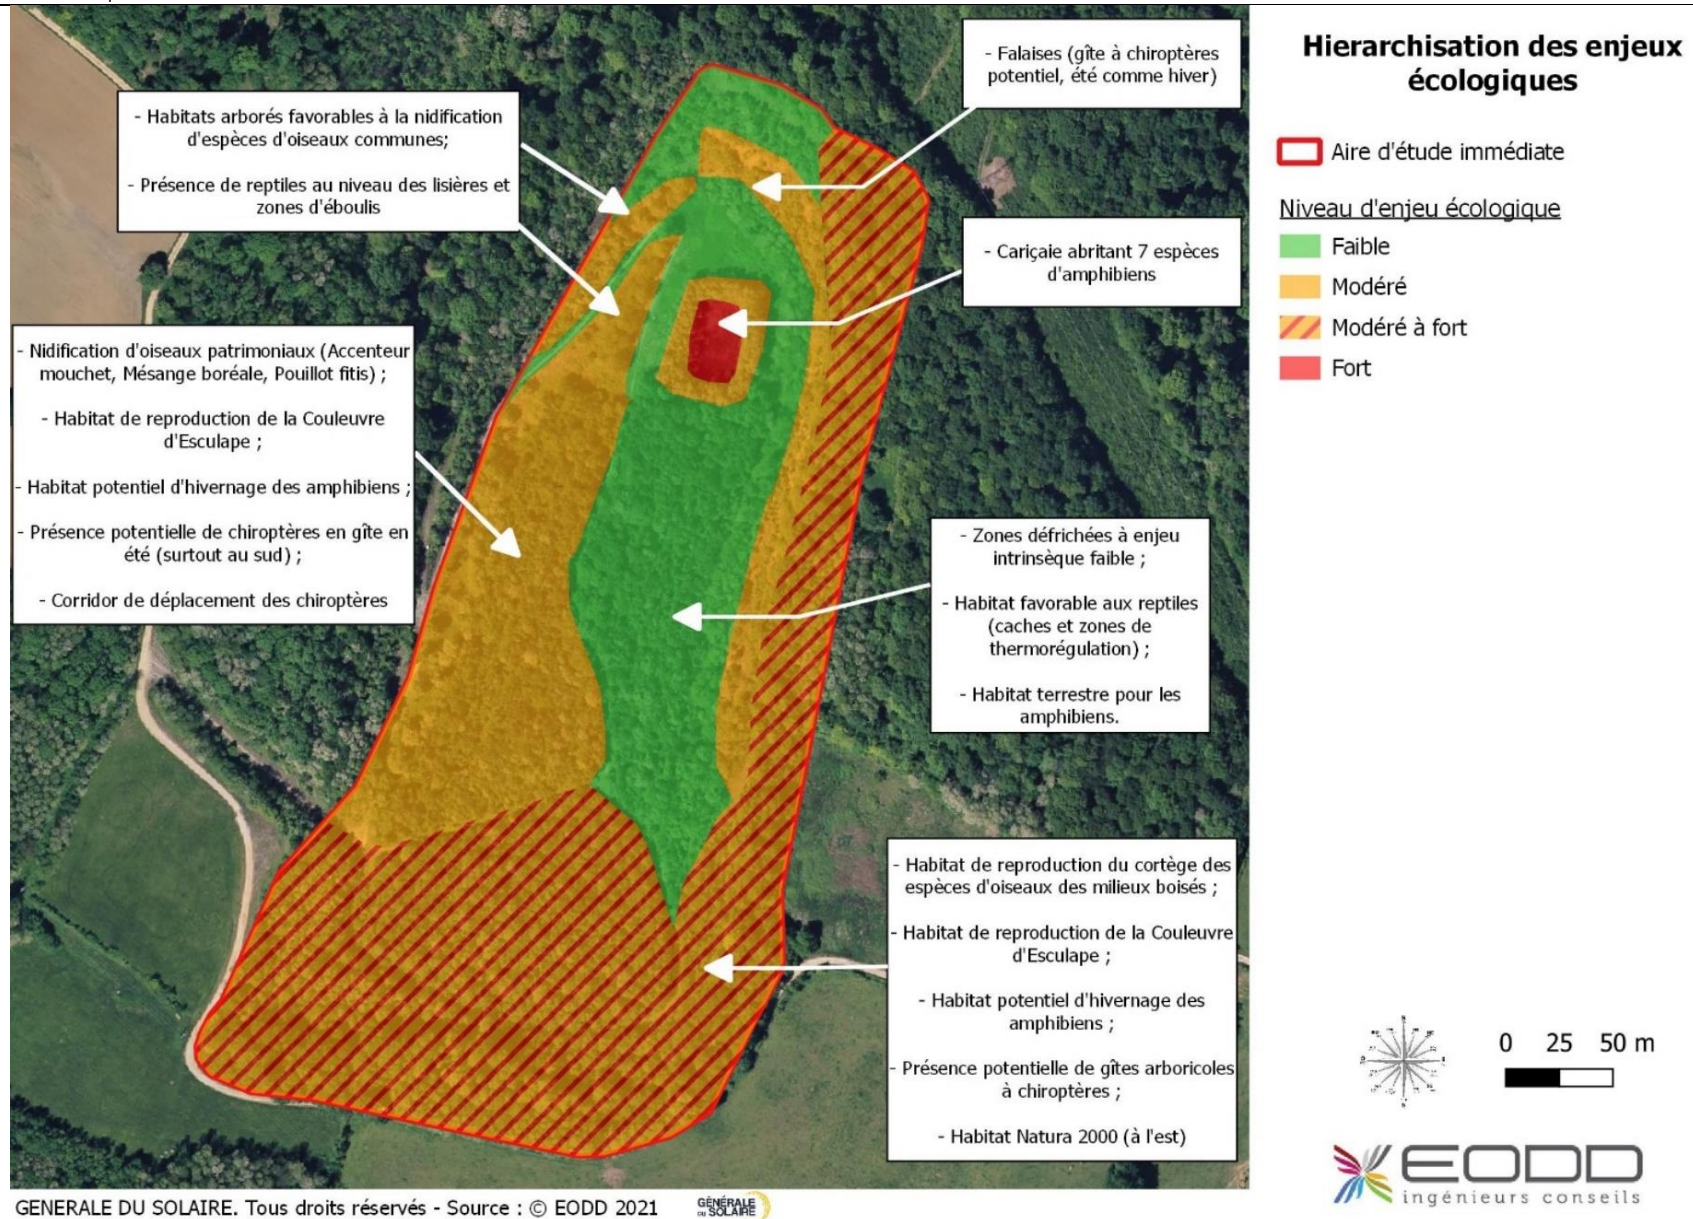 Hierarchisation des enjeux
écologiques
Aire d'étude immédiate
Niveau d'enjeu écologique
Faible
Modéré
Modéré à fort
Fort
- Falaises (gîte à chiroptères
potentiel, été comme hiver)
- Habitats arborés favorables à la nidification
d'espèces d'oiseaux communes;
- Présence de reptiles au niveau des lisières et
zones d'éboulis
- Cariçaie abritant 7 espèces
d'amphibiens
- Nidification d'oiseaux patrimoniaux (Accenteur
mouchet, Mésange boréale, Pouillot fitis) ;
- Habitat de reproduction de la Couleuvre
d'Esculape ;
- Habitat potentiel d'hivernage des amphibiens ;
- Présence potentielle de chiroptères en gîte en
été (surtout au sud) ;
- Corridor de déplacement des chiroptères
- Zones défrichées à enjeu
intrinsèque faible ;
- Habitat favorable aux reptiles
(caches et zones de
thermorégulation) ;
- Habitat terrestre pour les
amphibiens.
- Habitat de reproduction du cortège des
espèces d'oiseaux des milieux boisés ;
- Habitat de reproduction de la Couleuvre
d'Esculape ;
- Habitat potentiel d'hivernage des
amphibiens ;
- Présence potentielle de gîtes arboricoles
à chiroptères ;
- Habitat Natura 2000 (à l'est)
0 25 50 m
EODD
ingénieurs conseils
GENERALE DU SOLAIRE. Tous droits réservés - Source : © EODD 2021
GÉNÉRALE
DU SOLAIRE